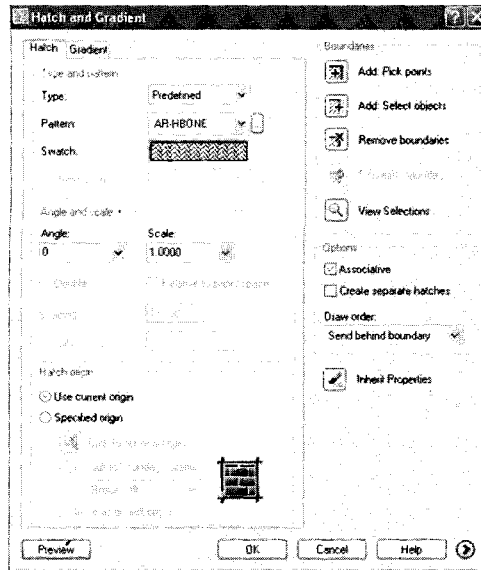 Hatch and Gradient
Hatch Gradient
Type and pattern
Type: Predefined
Pattern: AR-HBONE
Swatch:
Angle and scale
Angle: Scale:
0 1.0000
Double
Hatch origin
Use current origin
Specified origin
Boundaries
Add: Pick points
Add: Select objects
Remove boundaries
View Selections
Options
Associative
Create separate hatches
Draw order:
Send behind boundary
Inherit Properties
Preview OK Cancel Help